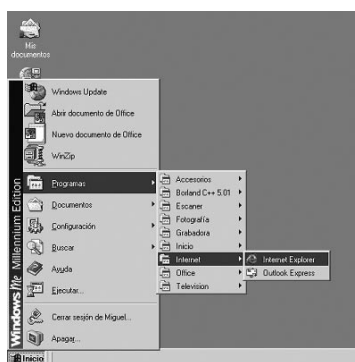 Mis
documentos
Windows Update
Abrir documento de Office
Nuevo documento de Office
WinZip
Programas
Documentos
Configuración
Buscar
Ayuda
Ejecutar...
Cerrar sesión de Miguel...
Apagar...
Accesorios
Borland C++ 5.01
Escaner
Fotografía
Grabadora
Inicio
Internet
Office
Television
Internet Explorer
Outlook Express
Windows Me Millennium Edition
Inicio